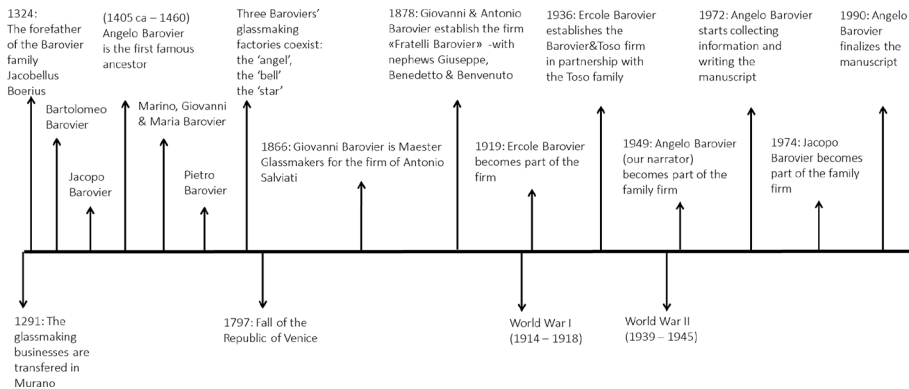 1324:
The forefather
of the Barovier
family
Jacobellus
Boerius
Bartolomeo
Barovier
Jacopo
Barovier
(1405 ca – 1460)
Angelo Barovier
is the first famous
ancestor
Marino, Giovanni
& Maria Barovier
Pietro
Barovier
Three Baroviers’
glassmaking
factories coexist:
the ‘angel’,
the ‘bell’
the ‘star’
1866: Giovanni Barovier is Maester
Glassmakers for the firm of Antonio
Salviati
1878: Giovanni & Antonio
Barovier establish the firm
«Fratelli Barovier» -with
nephews Giuseppe,
Benedetto & Benvenuto
1919: Ercole Barovier
becomes part of the
firm
1936: Ercole Barovier
establishes the
Barovier&Toso firm
in partnership with
the Toso family
1949: Angelo Barovier
(our narrator)
becomes part of the
family firm
1972: Angelo Barovier
starts collecting
information and
writing the
manuscript
1974: Jacopo
Barovier becomes
part of the family
firm
1990: Angelo
Barovier
finalizes the
manuscript
1291: The
glassmaking
businesses are
transfered in
Murano
1797: Fall of the
Republic of Venice
World War I
(1914 – 1918)
World War II
(1939 – 1945)